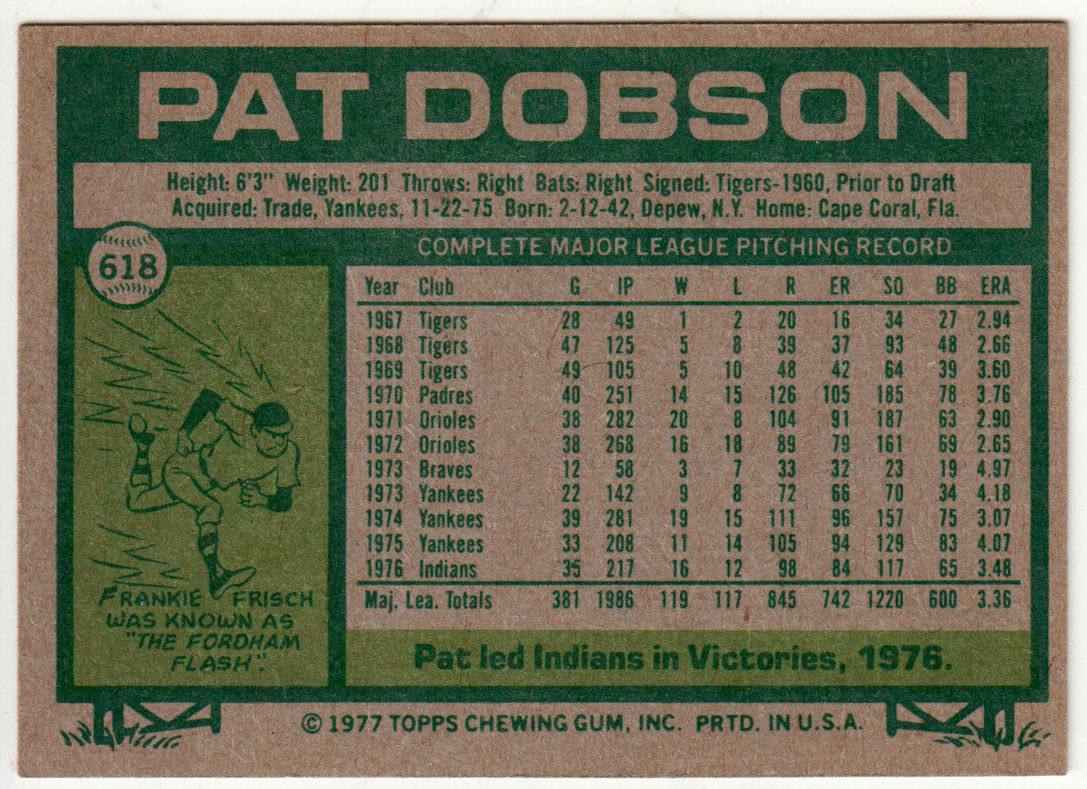 PAT DOBSON
Height: 6'3" Weight: 201 Throws: Right Bats: Right Signed: Tigers-1960, Prior to Draft
Acquired: Trade, Yankees, 11-22-75 Born: 2-12-42, Depew, N.Y. Home: Cape Coral, Fla.
618
COMPLETE MAJOR LEAGUE PITCHING RECORD
Year Club G IP W L R ER SO BB ERA
1967 Tigers 28 49 1 2 20 16 34 27 2.94
1968 Tigers 47 125 5 8 39 37 93 48 2.66
1969 Tigers 49 105 5 10 48 42 64 39 3.60
1970 Padres 40 251 14 15 126 105 185 78 3.76
1971 Orioles 38 282 20 8 104 91 187 63 2.90
1972 Orioles 38 268 16 18 89 79 161 69 2.65
1973 Braves 12 58 3 7 33 32 23 19 4.97
1973 Yankees 22 142 9 8 72 66 70 34 4.18
1974 Yankees 39 281 19 15 111 96 157 75 3.07
1975 Yankees 33 208 11 14 105 94 129 83 4.07
1976 Indians 35 217 16 12 98 84 117 65 3.48
Maj. Lea. Totals 381 1986 119 117 845 742 1220 600 3.36
FRANKIE FRISCH
WAS KNOWN AS
"THE FORDHAM
FLASH".
Pat led Indians in Victories, 1976.
© 1977 TOPPS CHEWING GUM, INC. PRTD. IN U.S.A.